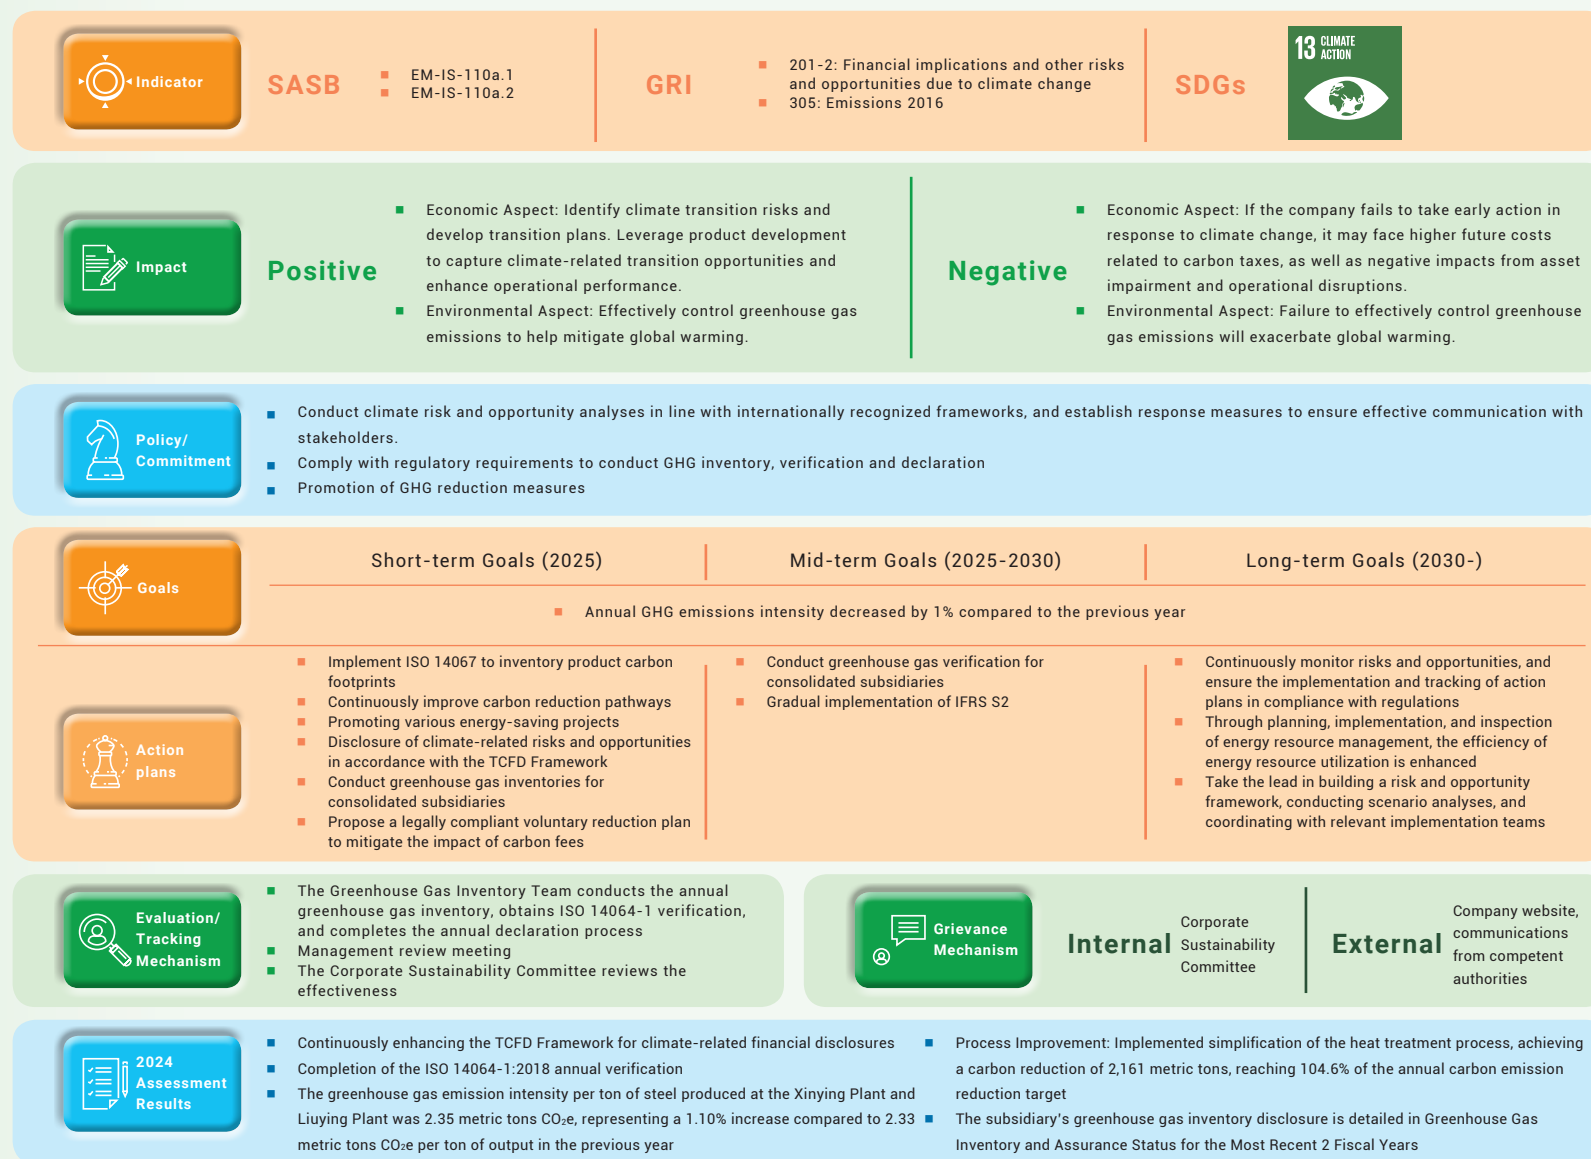 Indicator
SASB
EM-IS-110a.1
EM-IS-110a.2
GRI
201-2: Financial implications and other risks
and opportunities due to climate change
305: Emissions 2016
SDGs
13 CLIMATE
ACTION
Impact
Positive
Economic Aspect: Identify climate transition risks and
develop transition plans. Leverage product development
to capture climate-related transition opportunities and
enhance operational performance.
Environmental Aspect: Effectively control greenhouse gas
emissions to help mitigate global warming.
Negative
Economic Aspect: If the company fails to take early action in
response to climate change, it may face higher future costs
related to carbon taxes, as well as negative impacts from asset
impairment and operational disruptions.
Environmental Aspect: Failure to effectively control greenhouse
gas emissions will exacerbate global warming.
Policy/
Commitment
Conduct climate risk and opportunity analyses in line with internationally recognized frameworks, and establish response measures to ensure effective communication with
stakeholders.
Comply with regulatory requirements to conduct GHG inventory, verification and declaration
Promotion of GHG reduction measures
Goals
Short-term Goals (2025)
Mid-term Goals (2025-2030)
Long-term Goals (2030-)
Annual GHG emissions intensity decreased by 1% compared to the previous year
Action
plans
Implement ISO 14067 to inventory product carbon
footprints
Continuously improve carbon reduction pathways
Promoting various energy-saving projects
Disclosure of climate-related risks and opportunities
in accordance with the TCFD Framework
Conduct greenhouse gas inventories for
consolidated subsidiaries
Propose a legally compliant voluntary reduction plan
to mitigate the impact of carbon fees
Conduct greenhouse gas verification for
consolidated subsidiaries
Gradual implementation of IFRS S2
Continuously monitor risks and opportunities, and
ensure the implementation and tracking of action
plans in compliance with regulations
Through planning, implementation, and inspection
of energy resource management, the efficiency of
energy resource utilization is enhanced
Take the lead in building a risk and opportunity
framework, conducting scenario analyses, and
coordinating with relevant implementation teams
Evaluation/
Tracking
Mechanism
The Greenhouse Gas Inventory Team conducts the annual
greenhouse gas inventory, obtains ISO 14064-1 verification,
and completes the annual declaration process
Management review meeting
The Corporate Sustainability Committee reviews the
effectiveness
Grievance
Mechanism
Internal
Corporate
Sustainability
Committee
External
Company website,
communications
from competent
authorities
2024
Assessment
Results
Continuously enhancing the TCFD Framework for climate-related financial disclosures
Completion of the ISO 14064-1:2018 annual verification
The greenhouse gas emission intensity per ton of steel produced at the Xinying Plant and
Liuying Plant was 2.35 metric tons CO₂e, representing a 1.10% increase compared to 2.33
metric tons CO₂e per ton of output in the previous year
Process Improvement: Implemented simplification of the heat treatment process, achieving
a carbon reduction of 2,161 metric tons, reaching 104.6% of the annual carbon emission
reduction target
The subsidiary's greenhouse gas inventory disclosure is detailed in Greenhouse Gas
Inventory and Assurance Status for the Most Recent 2 Fiscal Years